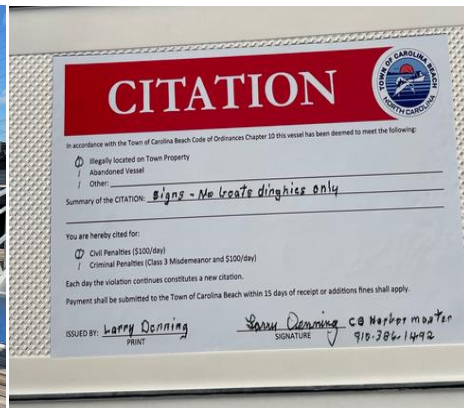 CITATION
TOWN OF CAROLINA BEACH
NORTH CAROLINA
In accordance with the Town of Carolina Beach Code of Ordinances Chapter 10 this vessel has been deemed to meet the following:
Illegally located on Town Property
/ Abandoned Vessel
/ Other:
Summary of the CITATION: Signs - No boats dinghies only
You are hereby cited for:
Civil Penalties ($100/day)
/ Criminal Penalties (Class 3 Misdemeanor and $100/day)
Each day the violation continues constitutes a new citation.
Payment shall be submitted to the Town of Carolina Beach within 15 days of receipt or additions fines shall apply.
ISSUED BY: Larry Denning Larry Denning CB Harbor master
PRINT SIGNATURE 910-386-1492